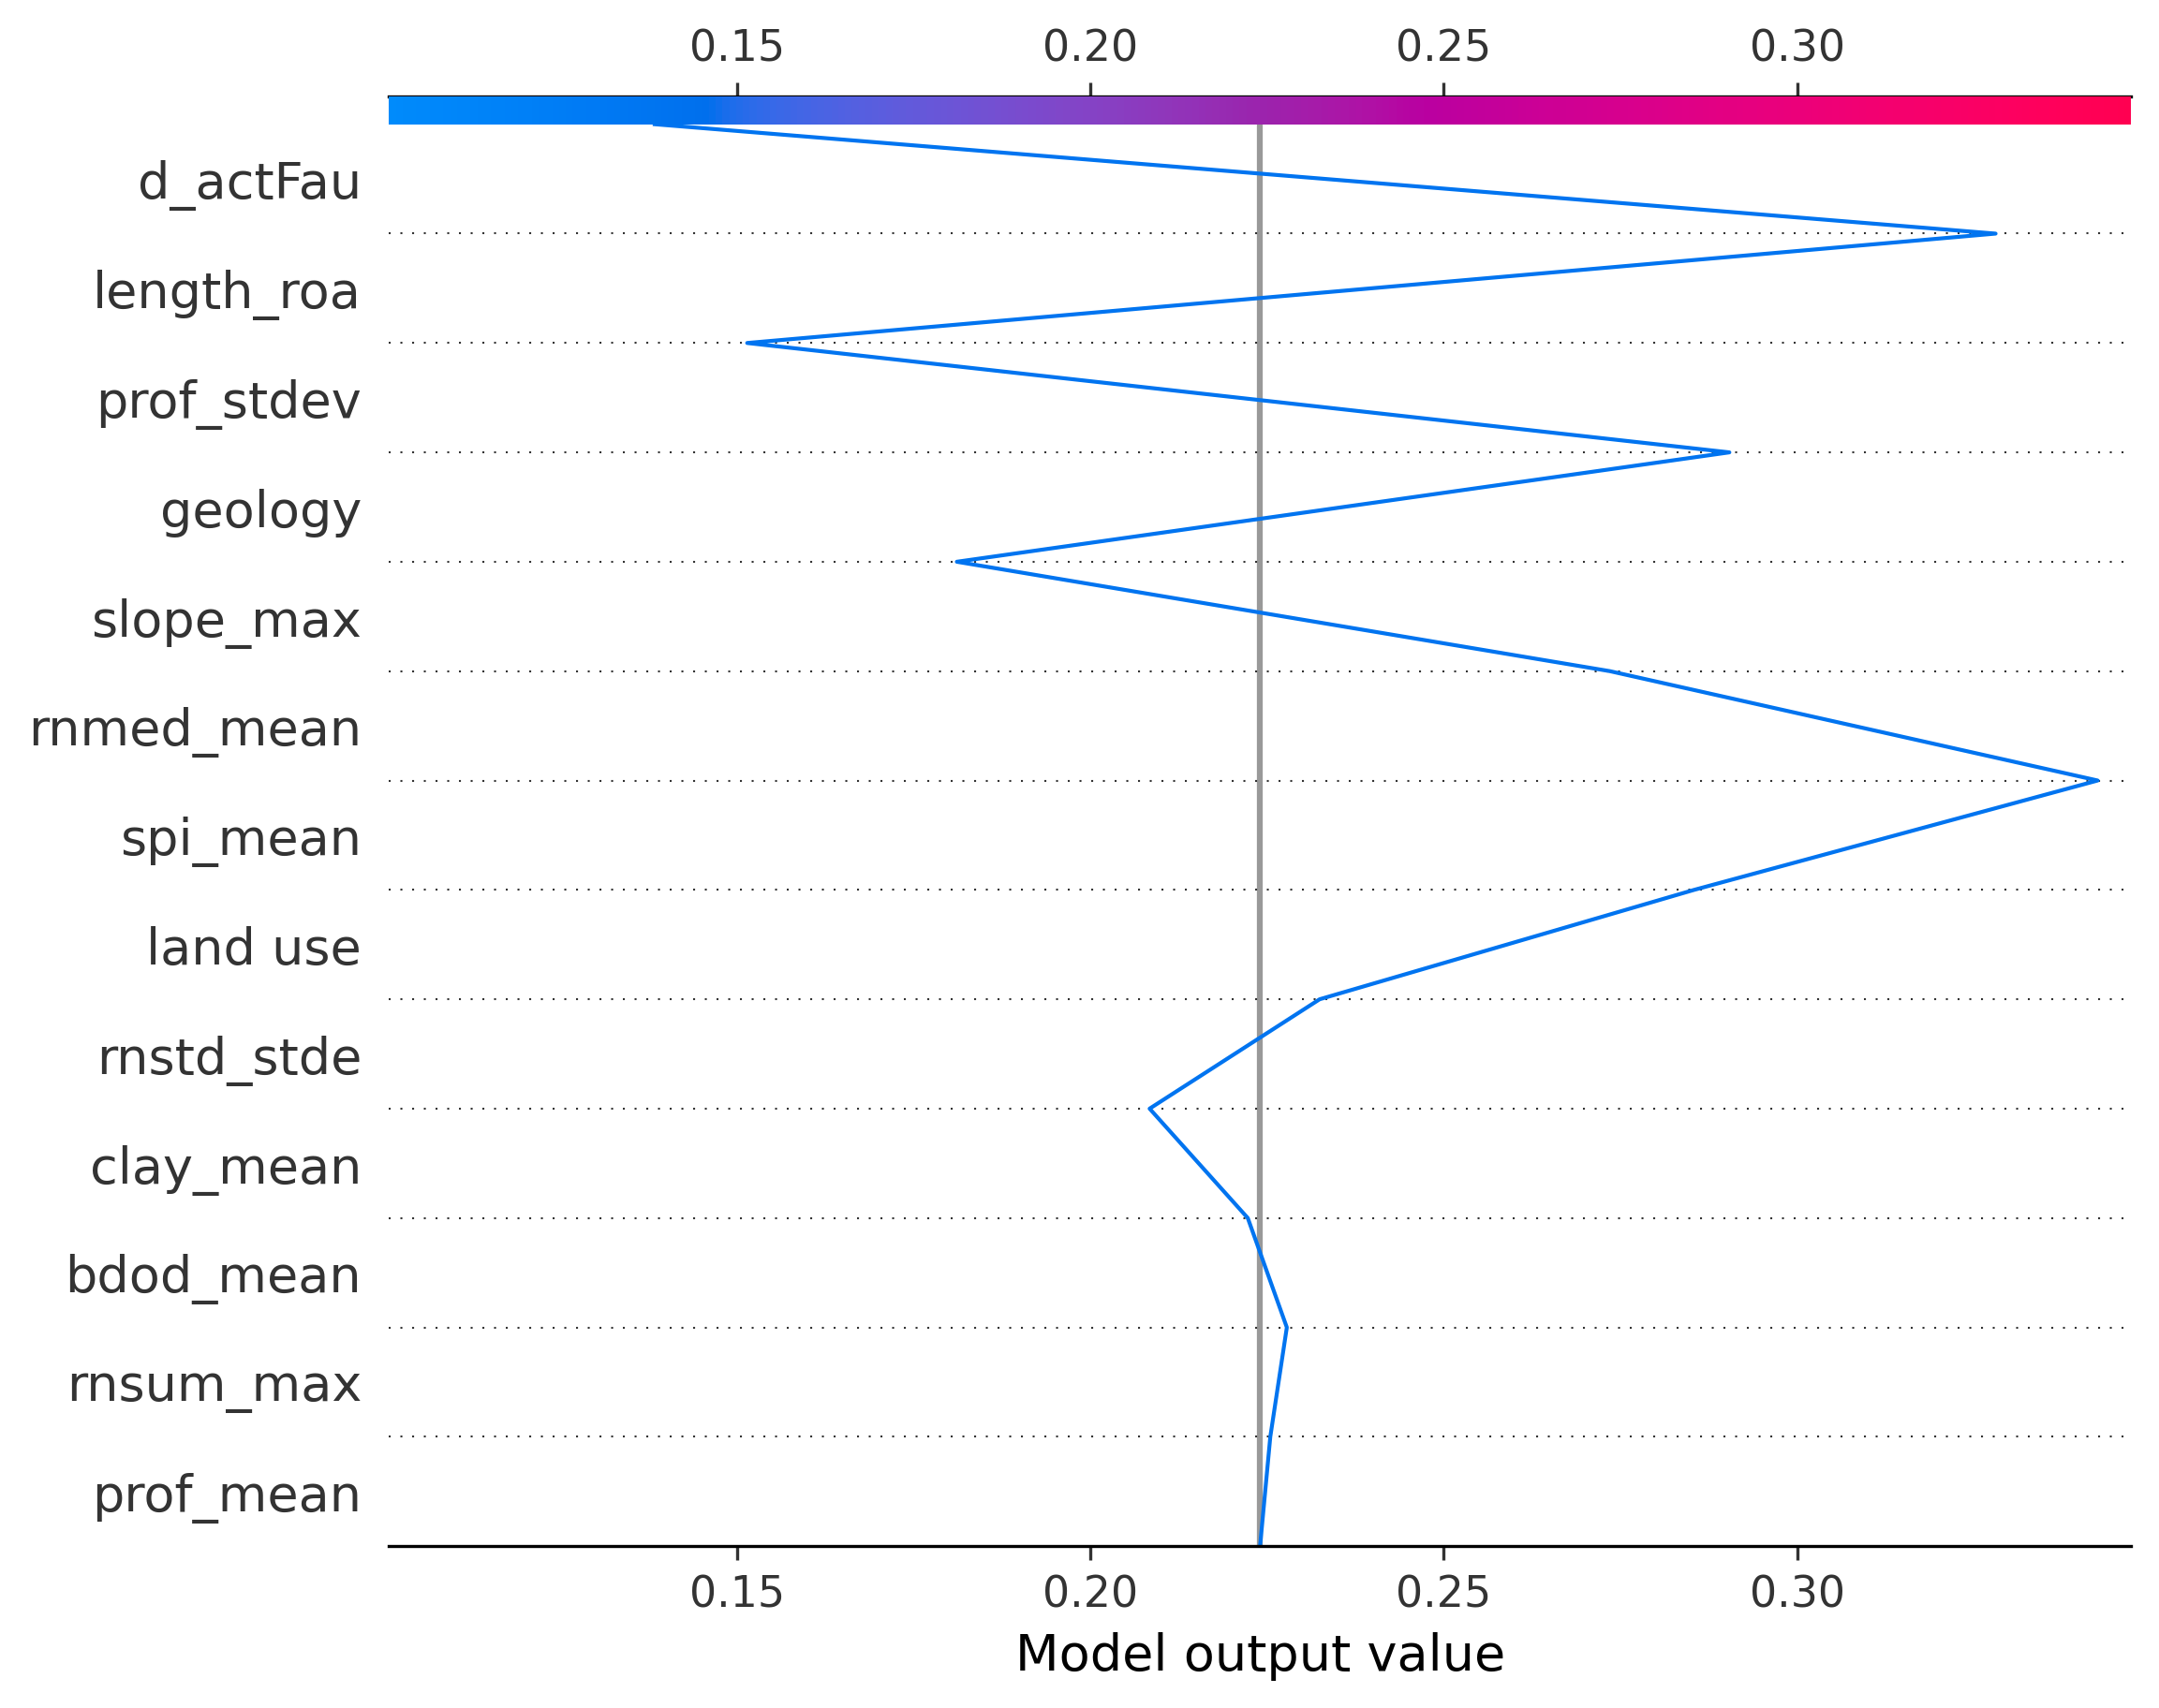 0.15 0.20 0.25 0.30
d_actFau
length_roa
prof_stdev
geology
slope_max
rnmed_mean
spi_mean
land use
rnstd_stde
clay_mean
bdod_mean
rnsum_max
prof_mean
0.15 0.20 0.25 0.30
Model output value